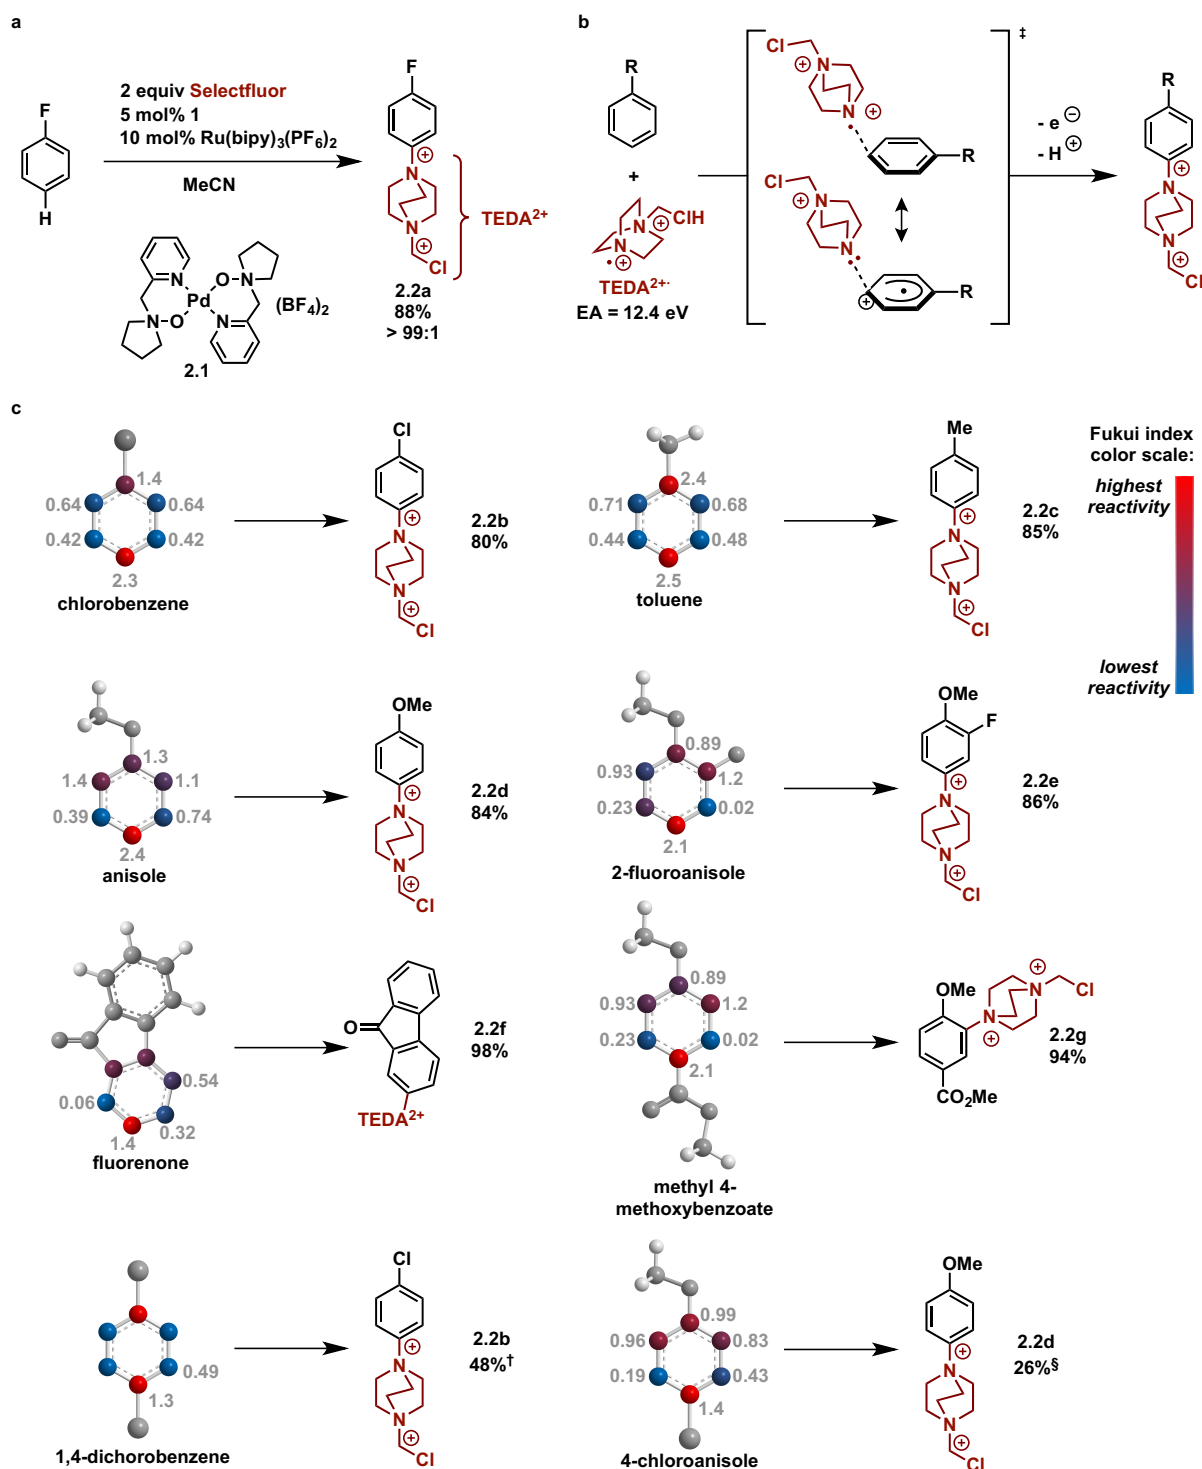 a
F
H
2 equiv Selectfluor
5 mol% 1
10 mol% Ru(bipy)₃(PF₆)₂
MeCN
F
⊕
N
N
⊕
Cl
TEDA²⁺
2.2a
88%
> 99:1
N
O
N
Pd
N
O
N
(BF₄)₂
2.1
b
R
+
N
⊕
ClH
N
•⊕
TEDA²⁺·
EA = 12.4 eV
Cl
N
⊕
N
⊕
R
Cl
N
⊕
N
⊕
R
‡
- e⊖
- H⊕
R
⊕
N
N
⊕
Cl
c
1.4
0.64
0.64
0.42
0.42
2.3
chlorobenzene
Cl
⊕
N
N
⊕
Cl
2.2b
80%
2.4
0.71
0.68
0.44
0.48
2.5
toluene
Me
⊕
N
N
⊕
Cl
2.2c
85%
Fukui index
color scale:
highest
reactivity
lowest
reactivity
1.3
1.4
1.1
0.39
0.74
2.4
anisole
OMe
⊕
N
N
⊕
Cl
2.2d
84%
0.89
0.93
1.2
0.23
0.02
2.1
2-fluoroanisole
OMe
F
⊕
N
N
⊕
Cl
2.2e
86%
0.54
0.06
0.32
1.4
fluorenone
O
TEDA²⁺
2.2f
98%
0.89
0.93
1.2
0.23
0.02
2.1
methyl 4-
methoxybenzoate
OMe
N
⊕
N
⊕
Cl
CO₂Me
2.2g
94%
0.49
1.3
1,4-dichorobenzene
Cl
⊕
N
N
⊕
Cl
2.2b
48%†
0.99
0.96
0.83
0.19
0.43
1.4
4-chloroanisole
OMe
⊕
N
N
⊕
Cl
2.2d
26%§